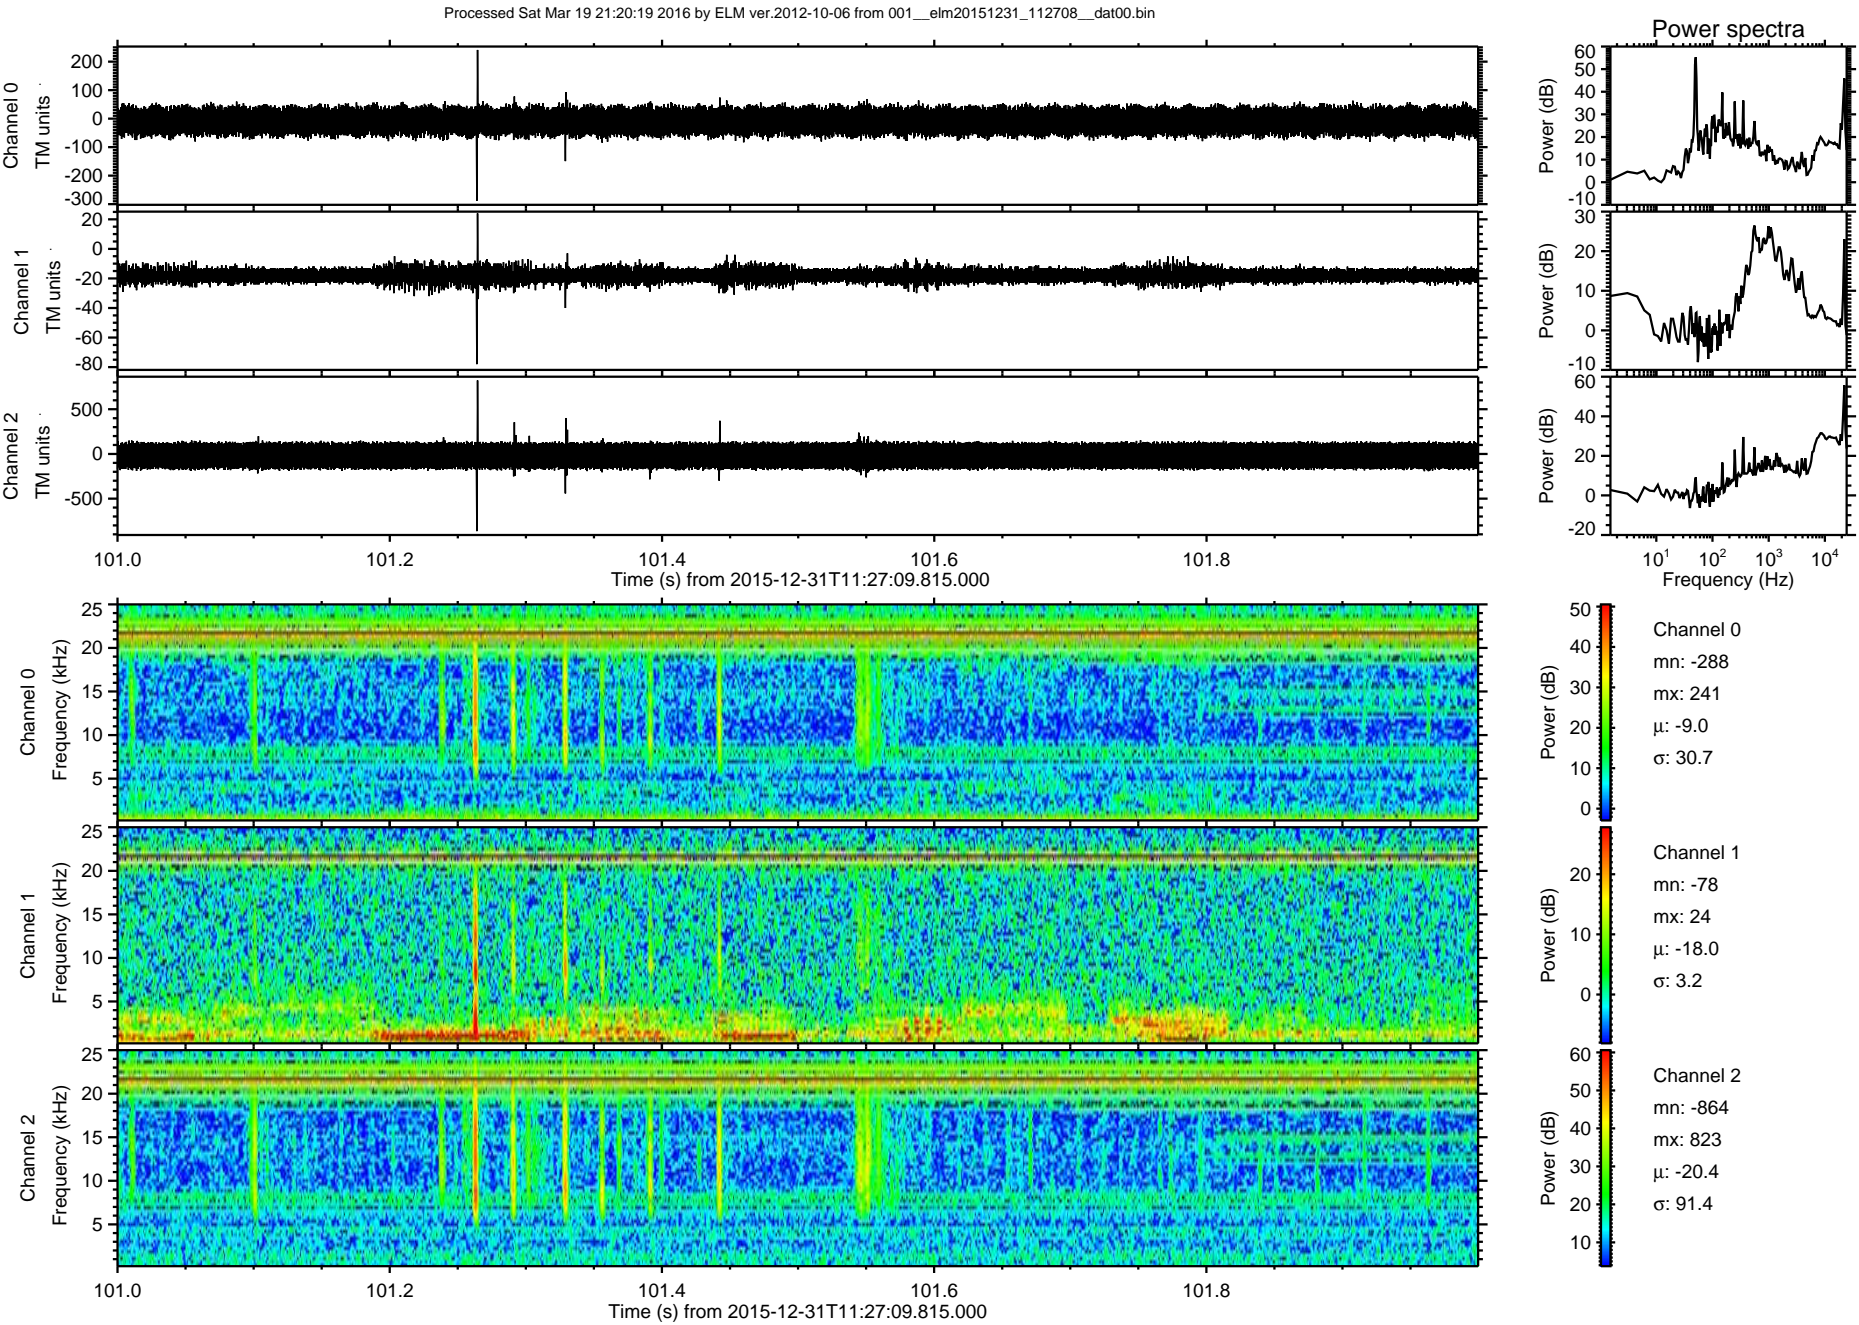 Processed Sat Mar 19 21:20:19 2016 by ELM ver.2012-10-06 from 001__elm20151231_112708__dat00.bin
Power spectra
Channel 0
TM units
200
100
0
-100
-200
-300
Power (dB)
60
50
40
30
20
10
0
-10
Channel 1
TM units
20
0
-20
-40
-60
-80
Power (dB)
30
20
10
0
-10
Channel 2
TM units
500
0
-500
Power (dB)
60
40
20
0
-20
101.0 101.2 101.4 101.6 101.8
Time (s) from 2015-12-31T11:27:09.815.000
10¹ 10² 10³ 10⁴
Frequency (Hz)
Channel 0
Frequency (kHz)
25
20
15
10
5
Power (dB)
50
40
30
20
10
0
Channel 0
mn: -288
mx: 241
μ: -9.0
σ: 30.7
Channel 1
Frequency (kHz)
25
20
15
10
5
Power (dB)
20
10
0
Channel 1
mn: -78
mx: 24
μ: -18.0
σ: 3.2
Channel 2
Frequency (kHz)
25
20
15
10
5
Power (dB)
60
50
40
30
20
10
Channel 2
mn: -864
mx: 823
μ: -20.4
σ: 91.4
101.0 101.2 101.4 101.6 101.8
Time (s) from 2015-12-31T11:27:09.815.000